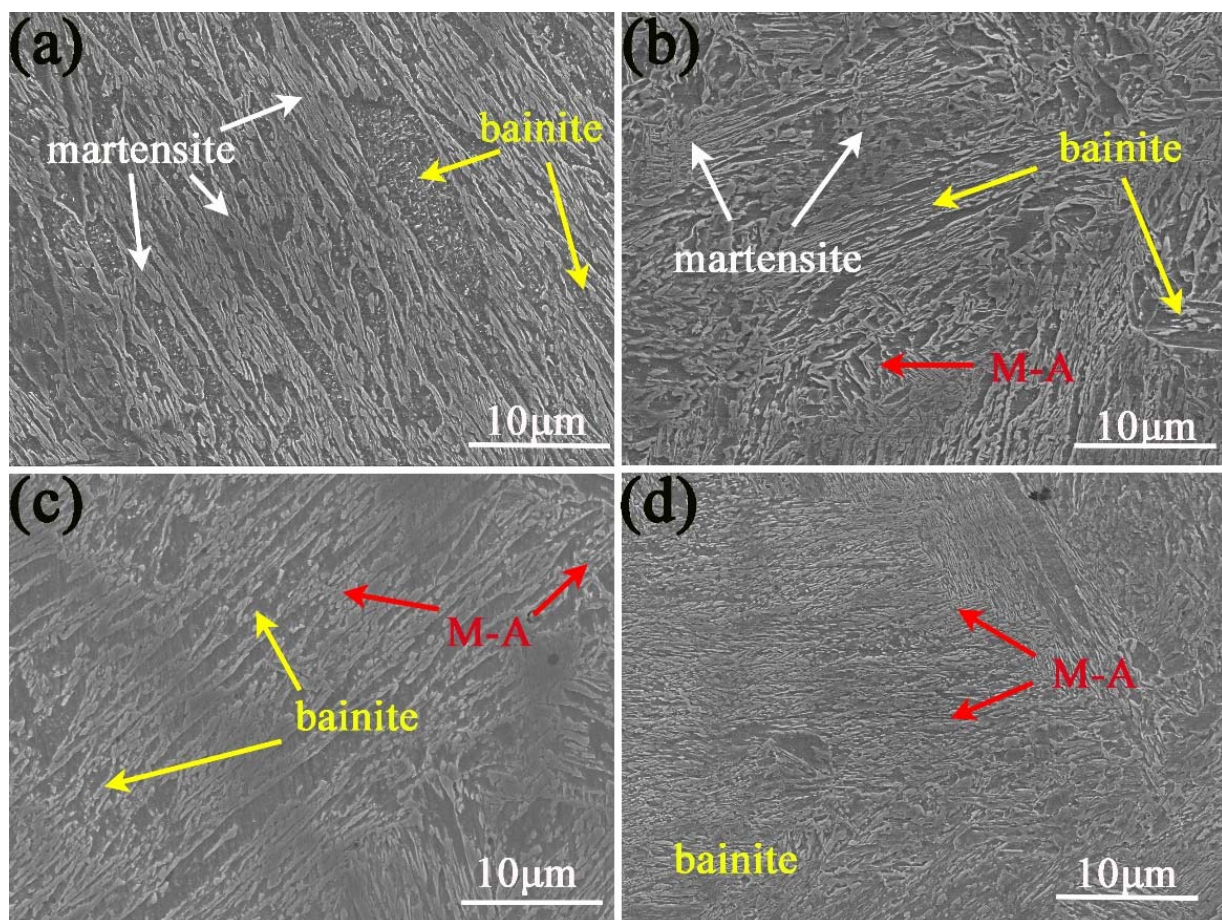 (a)
bainite
martensite
10μm
(b)
bainite
martensite
M-A
10μm
(c)
M-A
bainite
10μm
(d)
M-A
bainite
10μm